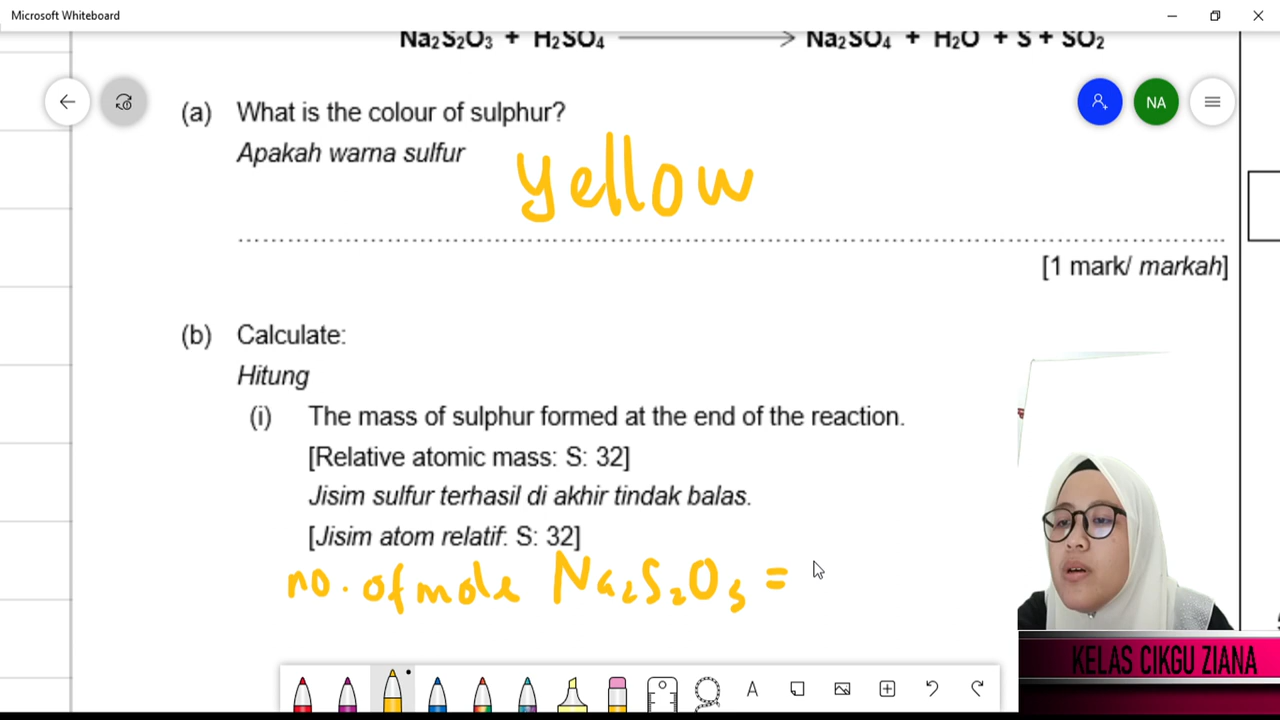 Microsoft Whiteboard
Na₂S₂O₃ + H₂SO₄ ⟶ Na₂SO₄ + H₂O + S + SO₂
NA
(a) What is the colour of sulphur?
Apakah warna sulfur
yellow
[1 mark/ markah]
(b) Calculate:
Hitung
(i) The mass of sulphur formed at the end of the reaction.
[Relative atomic mass: S: 32]
Jisim sulfur terhasil di akhir tindak balas.
[Jisim atom relatif: S: 32]
no. of mole Na₂S₂O₃ =
KELAS CIKGU ZIANA
A